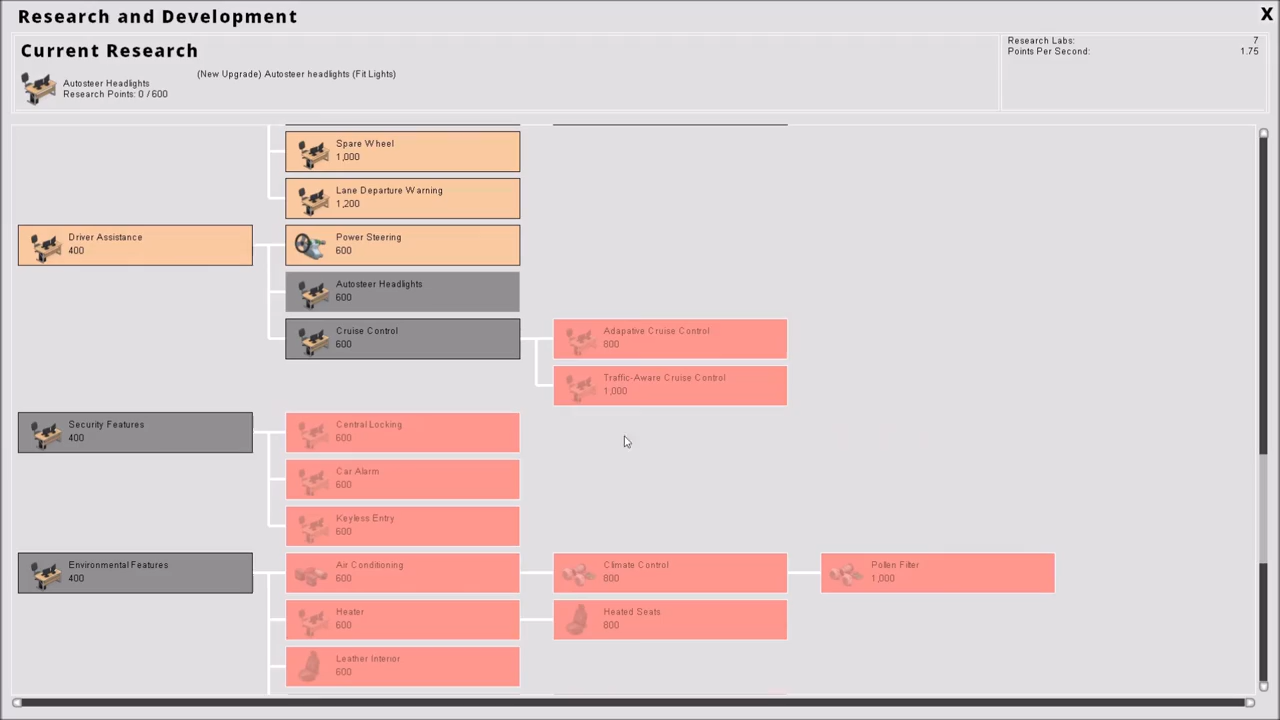 Research and Development
X
Current Research
Autosteer Headlights
Research Points: 0 / 600
(New Upgrade) Autosteer headlights (Fit Lights)
Research Labs: 7
Points Per Second: 1.75
Spare Wheel
1,000
Lane Departure Warning
1,200
Driver Assistance
400
Power Steering
600
Autosteer Headlights
600
Cruise Control
600
Adapative Cruise Control
800
Traffic-Aware Cruise Control
1,000
Security Features
400
Central Locking
600
Car Alarm
600
Keyless Entry
600
Environmental Features
400
Air Conditioning
600
Climate Control
800
Pollen Filter
1,000
Heater
600
Heated Seats
800
Leather Interior
600